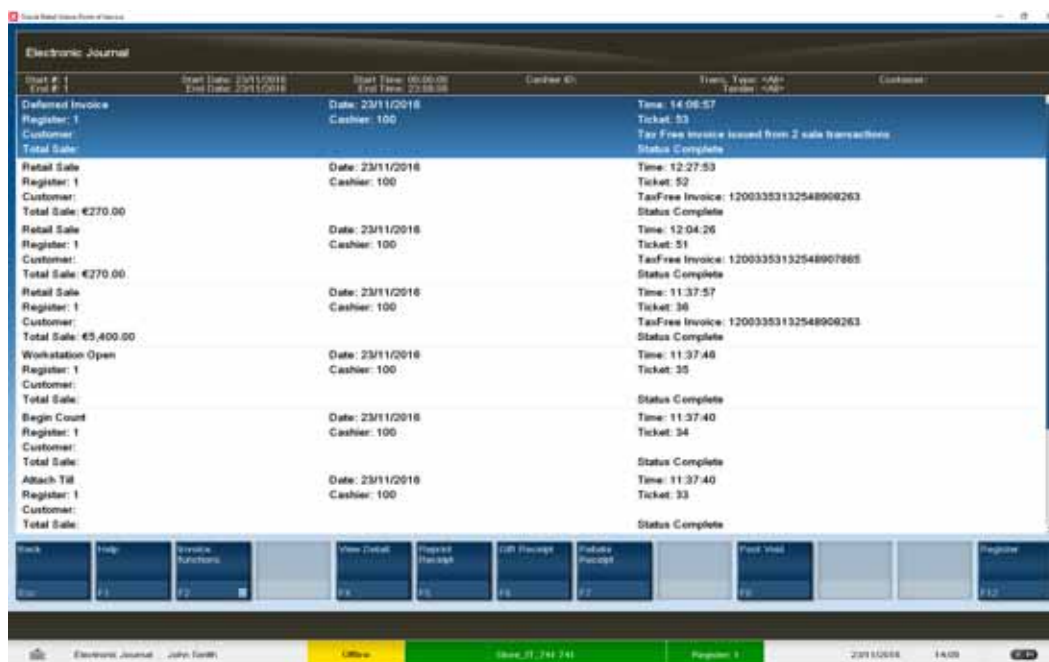 Electronic Journal
Start #: 1 Start Date: 23/11/2016 Start Time: 00:00:00 Cashier ID: Trans. Type: <All> Customer:
End #: 1 End Date: 23/11/2016 End Time: Tender: <All>
Deferred Invoice Date: 23/11/2016 Time: 14:08:57
Register: 1 Cashier: 100 Ticket: 53
Customer: Tax Free invoice issued from 2 sale transactions
Total Sale: Status Complete
Retail Sale Date: 23/11/2016 Time: 12:27:53
Register: 1 Cashier: 100 Ticket: 52
Customer: TaxFree Invoice: 12003353132548908263
Total Sale: €270.00 Status Complete
Retail Sale Date: 23/11/2016 Time: 12:04:26
Register: 1 Cashier: 100 Ticket: 51
Customer: TaxFree Invoice: 12003353132548907865
Total Sale: €270.00 Status Complete
Retail Sale Date: 23/11/2016 Time: 11:37:57
Register: 1 Cashier: 100 Ticket: 36
Customer: TaxFree Invoice: 12003353132548908263
Total Sale: €5,400.00 Status Complete
Workstation Open Date: 23/11/2016 Time: 11:37:46
Register: 1 Cashier: 100 Ticket: 35
Customer:
Total Sale: Status Complete
Begin Count Date: 23/11/2016 Time: 11:37:40
Register: 1 Cashier: 100 Ticket: 34
Customer:
Total Sale: Status Complete
Attach Till Date: 23/11/2016 Time: 11:37:40
Register: 1 Cashier: 100 Ticket: 33
Customer:
Total Sale: Status Complete
Back Help Invoice View Detail Reprint Gift Receipt Rebate Post Void Register
functions Receipt Receipt
Esc F1 F2 F4 F5 F6 F7 F12
Electronic Journal John Smith Offline Register: 1 23/11/2016 14:09